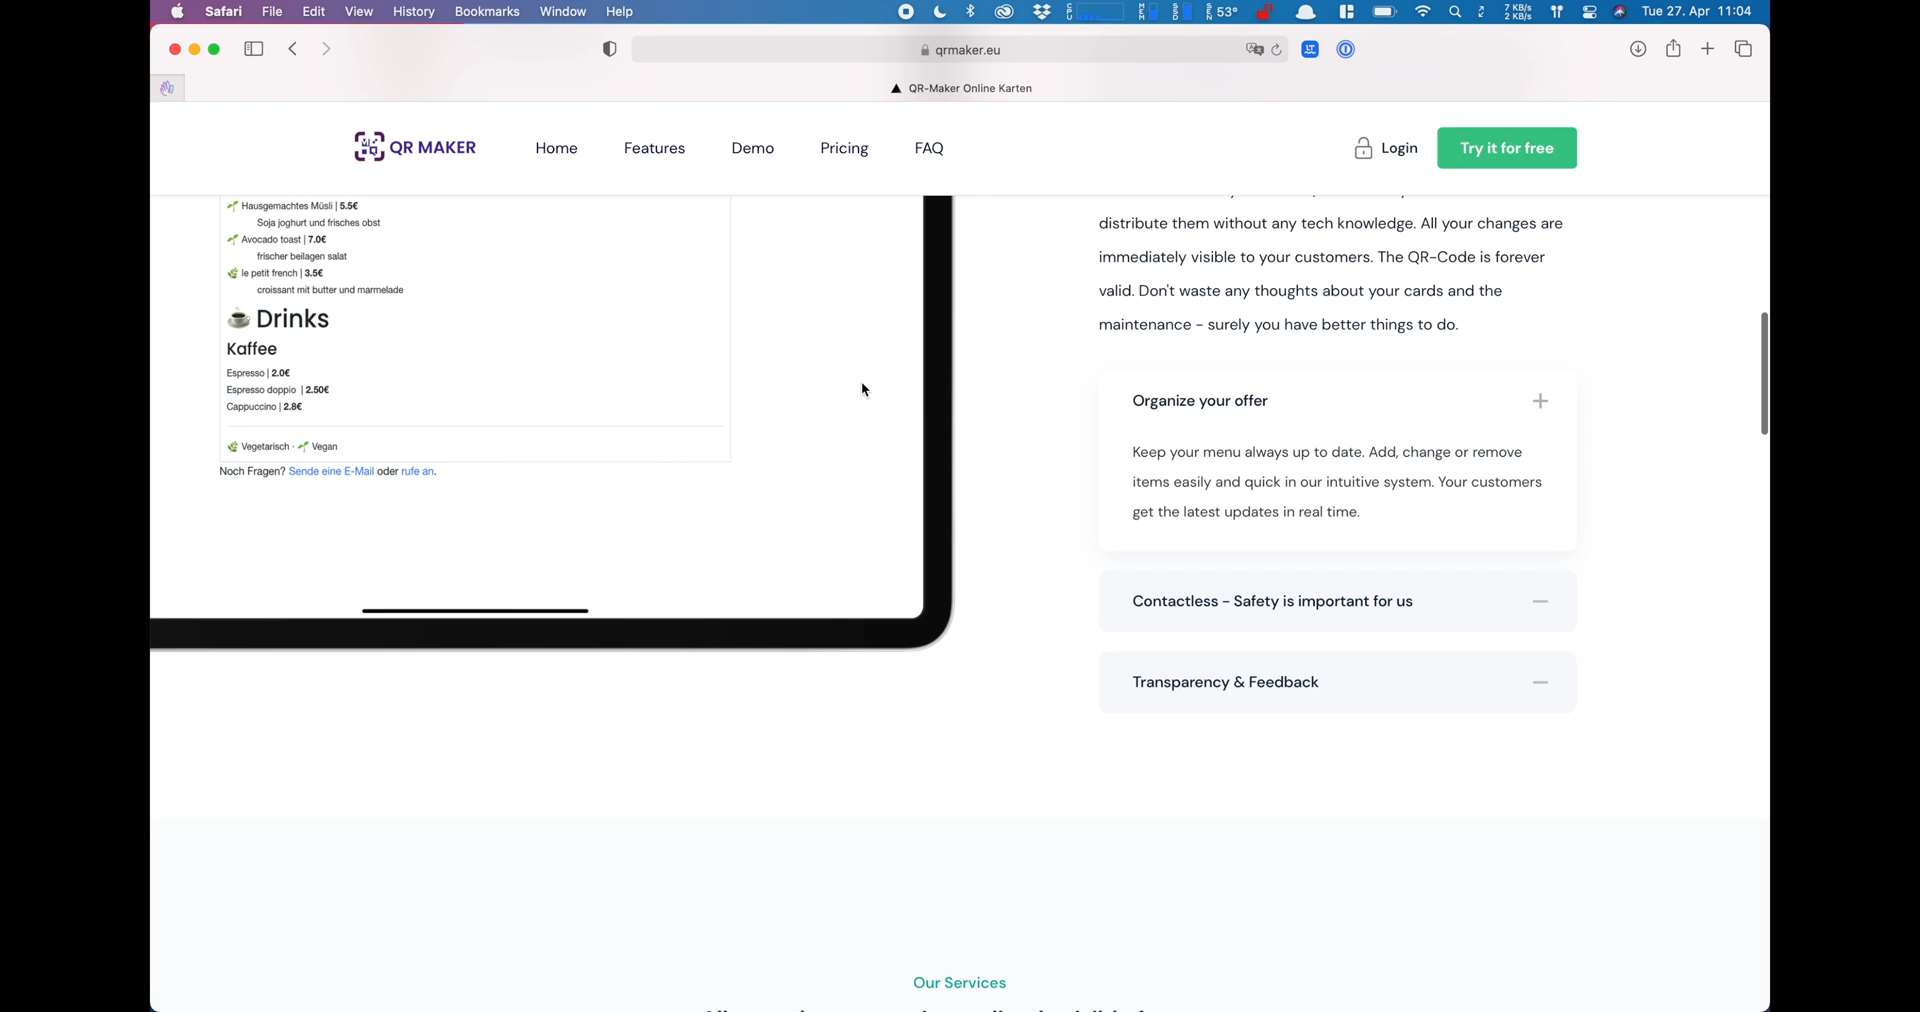 Safari File Edit View History Bookmarks Window Help 53° 7 KB/s 2 KB/s Tue 27. Apr 11:04
qrmaker.eu
QR-Maker Online Karten
QR MAKER Home Features Demo Pricing FAQ Login Try it for free
Hausgemachtes Müsli | 5.5€
Soja joghurt und frisches obst
Avocado toast | 7.0€
frischer beilagen salat
le petit french | 3.5€
croissant mit butter und marmelade
Drinks
Kaffee
Espresso | 2.0€
Espresso doppio | 2.50€
Cappuccino | 2.8€
Vegetarisch · Vegan
Noch Fragen? Sende eine E-Mail oder rufe an.
distribute them without any tech knowledge. All your changes are
immediately visible to your customers. The QR-Code is forever
valid. Don't waste any thoughts about your cards and the
maintenance - surely you have better things to do.
Organize your offer
Keep your menu always up to date. Add, change or remove
items easily and quick in our intuitive system. Your customers
get the latest updates in real time.
Contactless - Safety is important for us
Transparency & Feedback
Our Services